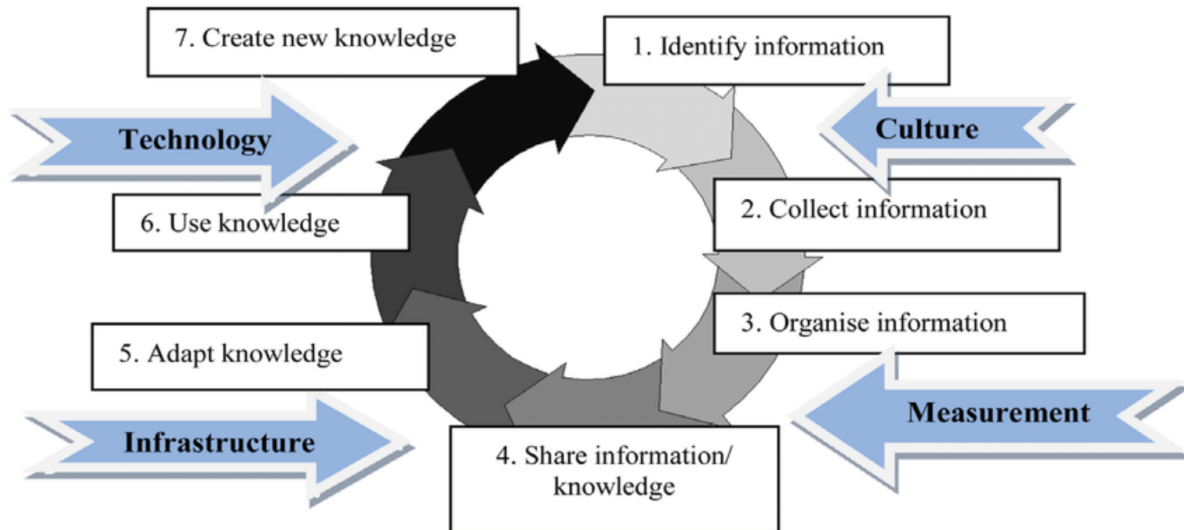 7. Create new knowledge
1. Identify information
Technology
Culture
6. Use knowledge
2. Collect information
5. Adapt knowledge
3. Organise information
Infrastructure
Measurement
4. Share information/
knowledge